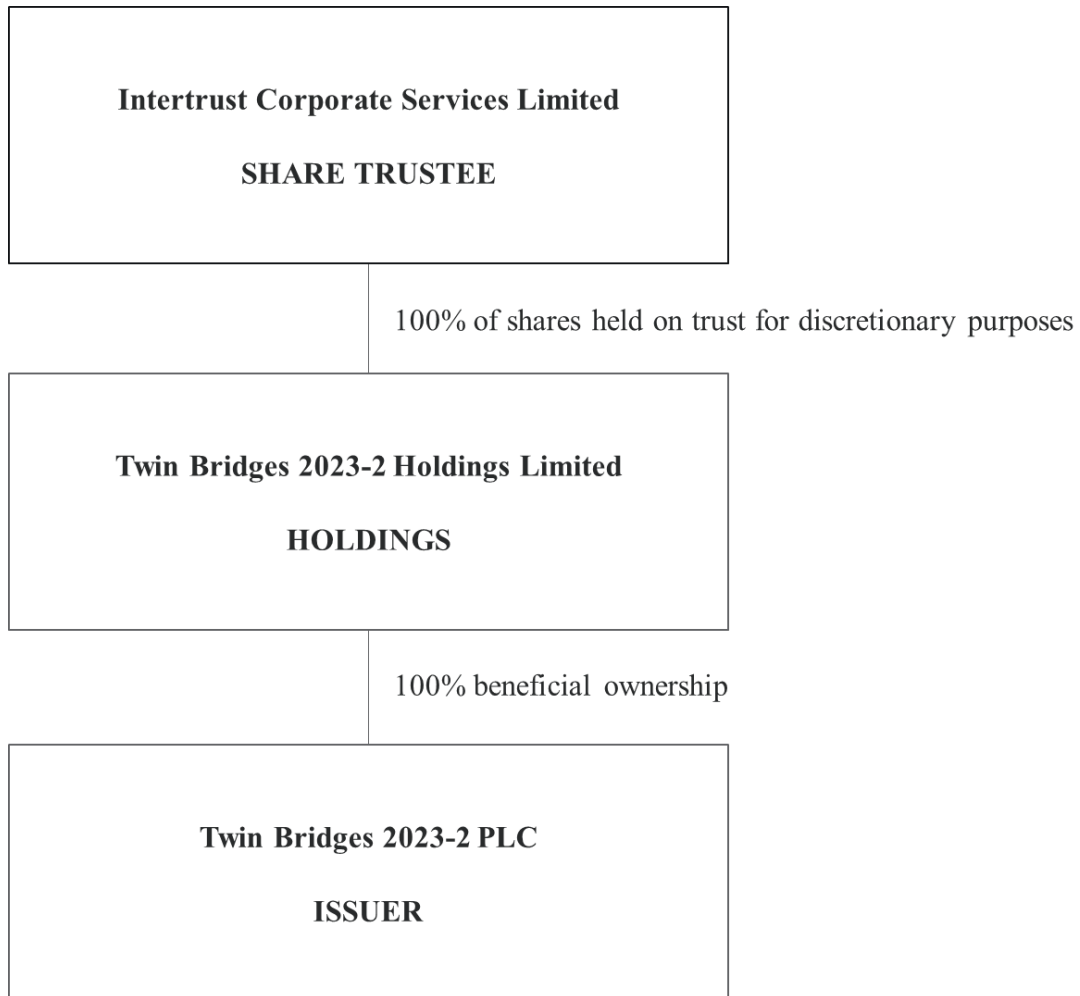 Intertrust Corporate Services Limited
SHARE TRUSTEE
100% of shares held on trust for discretionary purposes
Twin Bridges 2023-2 Holdings Limited
HOLDINGS
100% beneficial ownership
Twin Bridges 2023-2 PLC
ISSUER